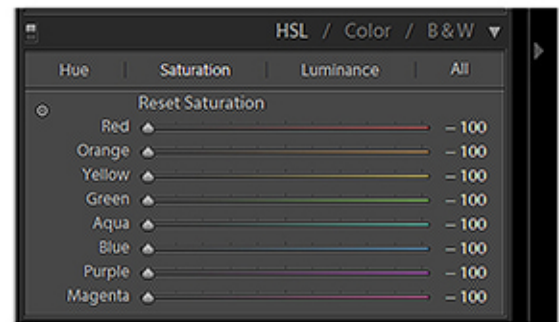 HSL / Color / B & W
Hue | Saturation | Luminance | All
Reset Saturation
Red – 100
Orange – 100
Yellow – 100
Green – 100
Aqua – 100
Blue – 100
Purple – 100
Magenta – 100